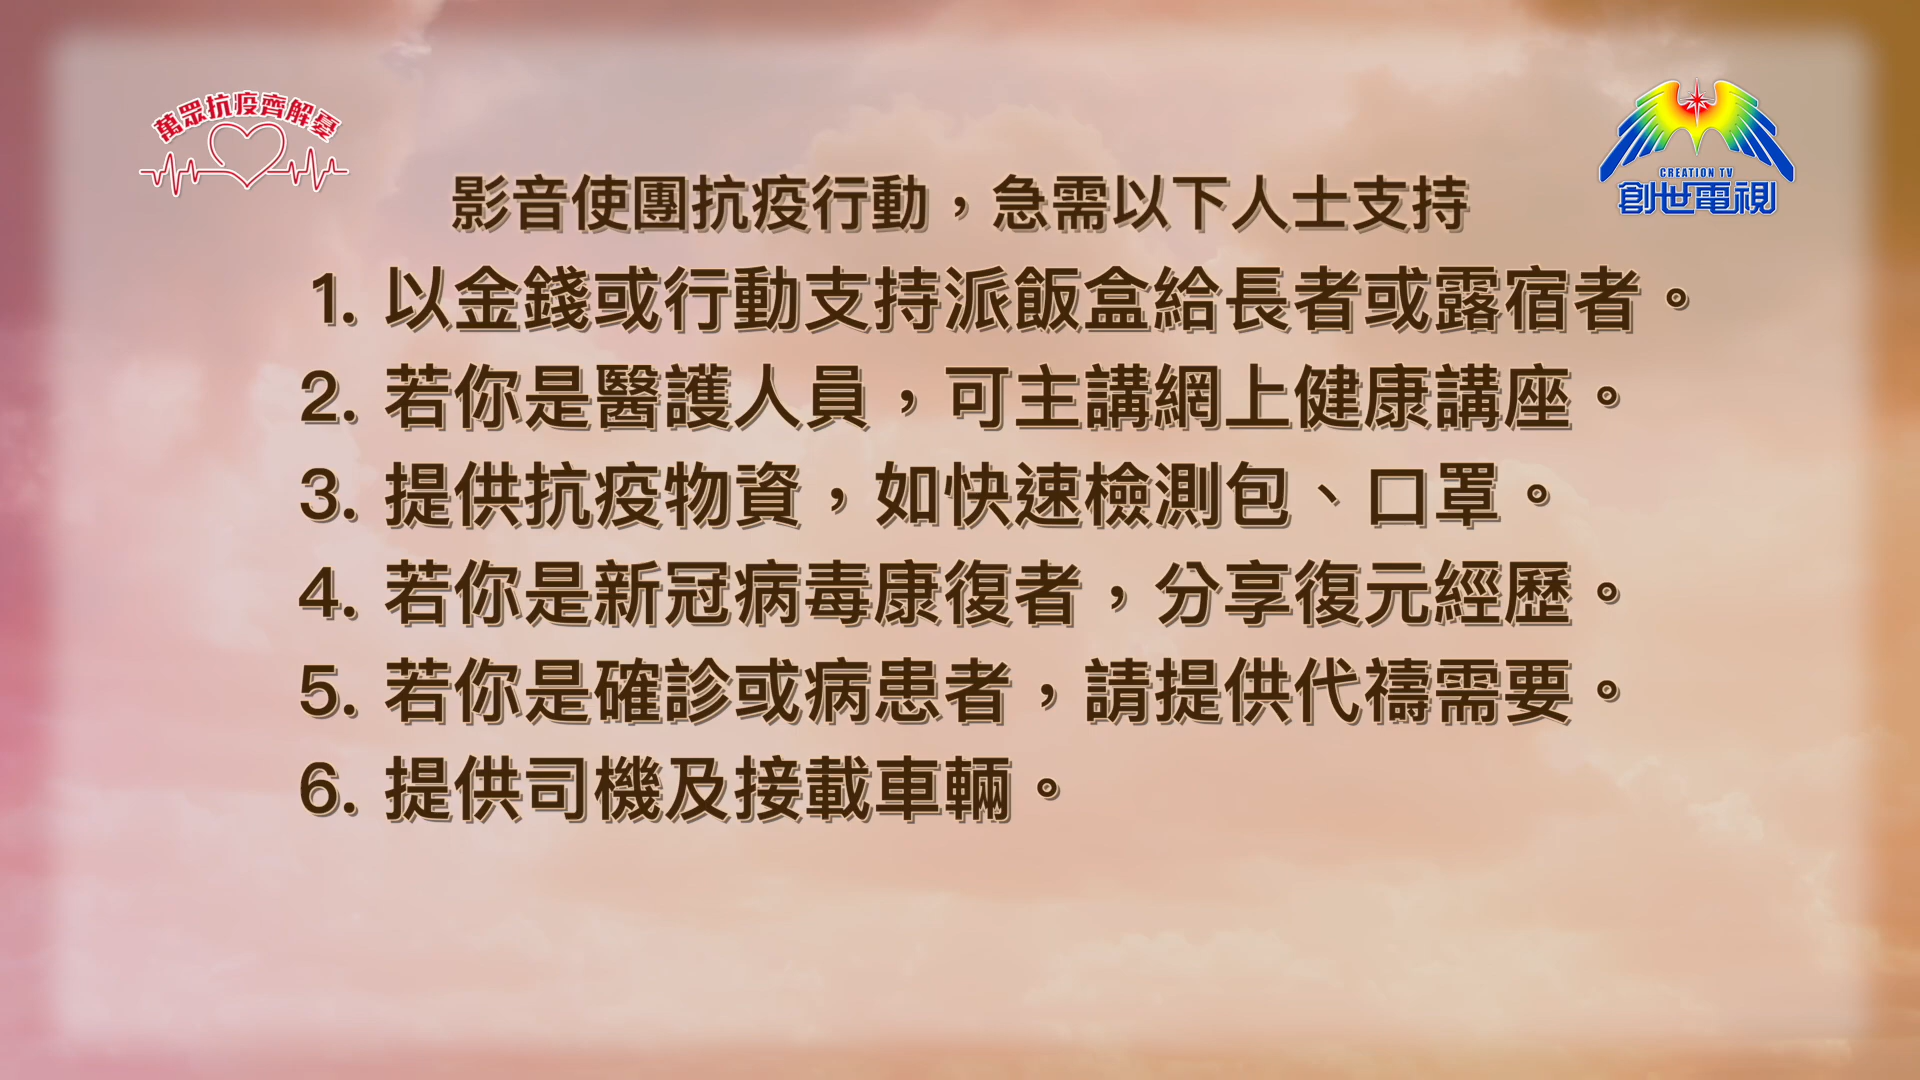 萬眾抗疫齊解憂
CREATION TV
創世電視
影音使團抗疫行動，急需以下人士支持
1. 以金錢或行動支持派飯盒給長者或露宿者。
2. 若你是醫護人員，可主講網上健康講座。
3. 提供抗疫物資，如快速檢測包、口罩。
4. 若你是新冠病毒康復者，分享復元經歷。
5. 若你是確診或病患者，請提供代禱需要。
6. 提供司機及接載車輛。